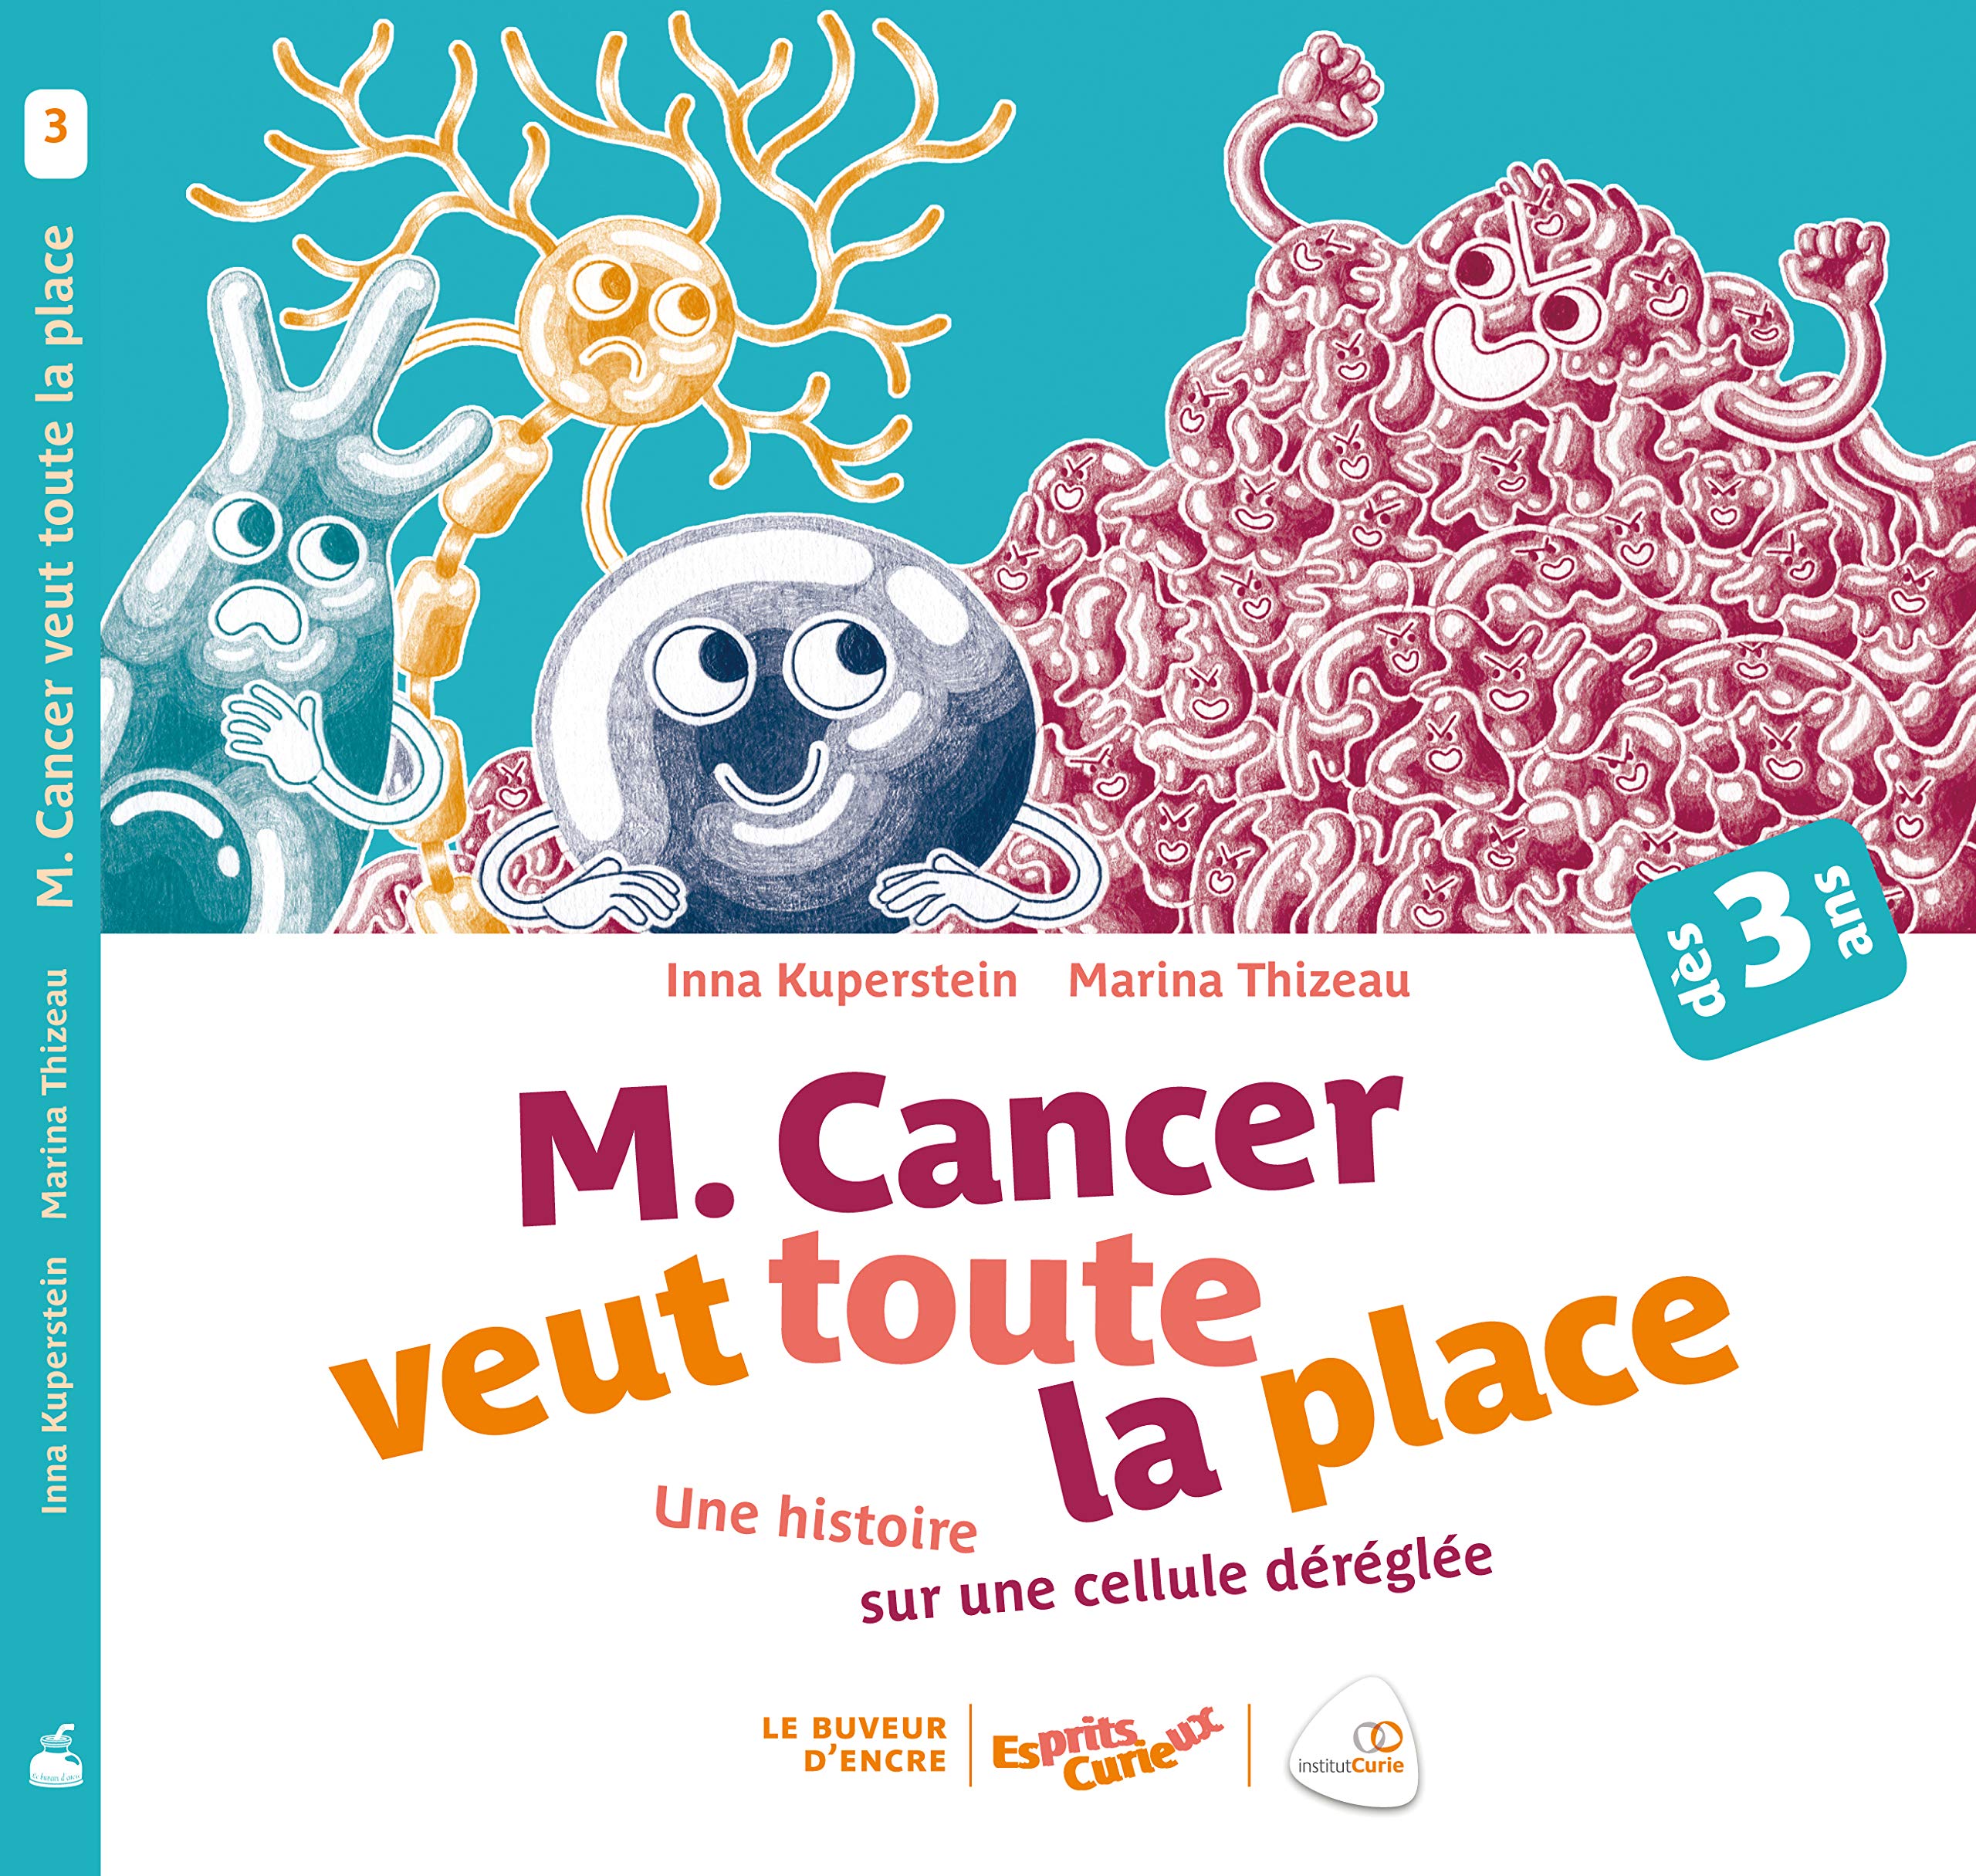 3
M. Cancer veut toute la place
Inna Kuperstein Marina Thizeau
Inna Kuperstein Marina Thizeau
dès 3 ans
M. Cancer
veut toute
la place
Une histoire
sur une cellule déréglée
LE BUVEUR
D'ENCRE
Esprits
Curieux
institutCurie